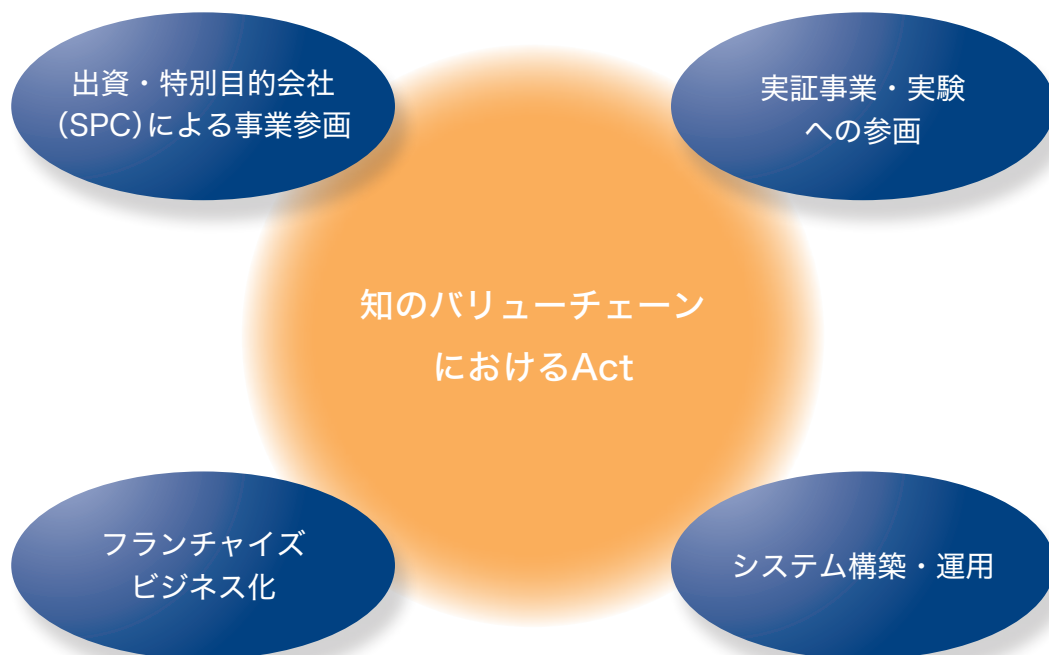 出資・特別目的会社
(SPC)による事業参画
実証事業・実験
への参画
知のバリューチェーン
におけるAct
フランチャイズ
ビジネス化
システム構築・運用